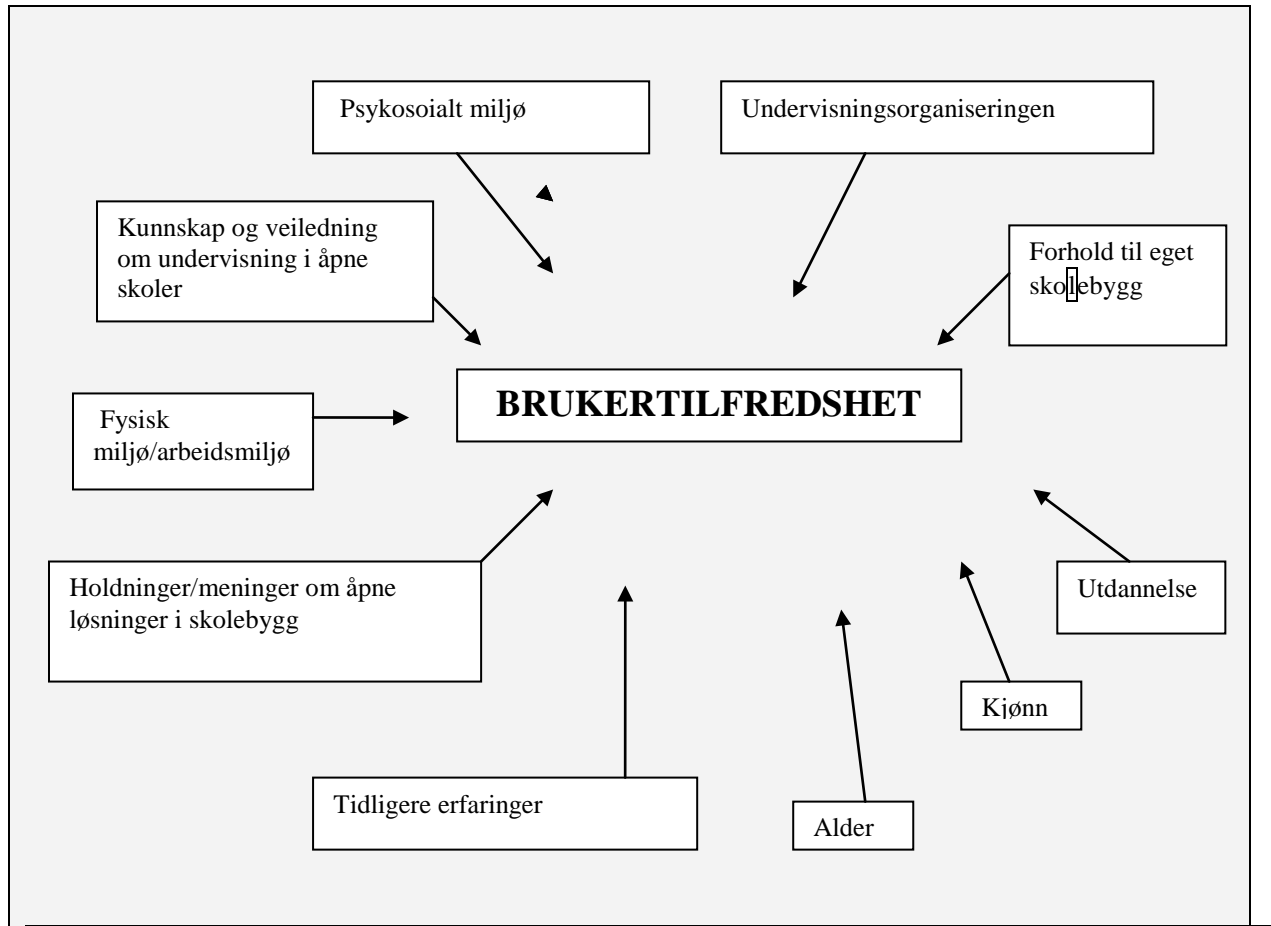 Psykosoialt miljø
Undervisningsorganiseringen
Kunnskap og veiledning
om undervisning i åpne
skoler
Forhold til eget
skolebygg
BRUKERTILFREDSHET
Fysisk
miljø/arbeidsmiljø
Holdninger/meninger om åpne
løsninger i skolebygg
Utdannelse
Kjønn
Tidligere erfaringer
Alder